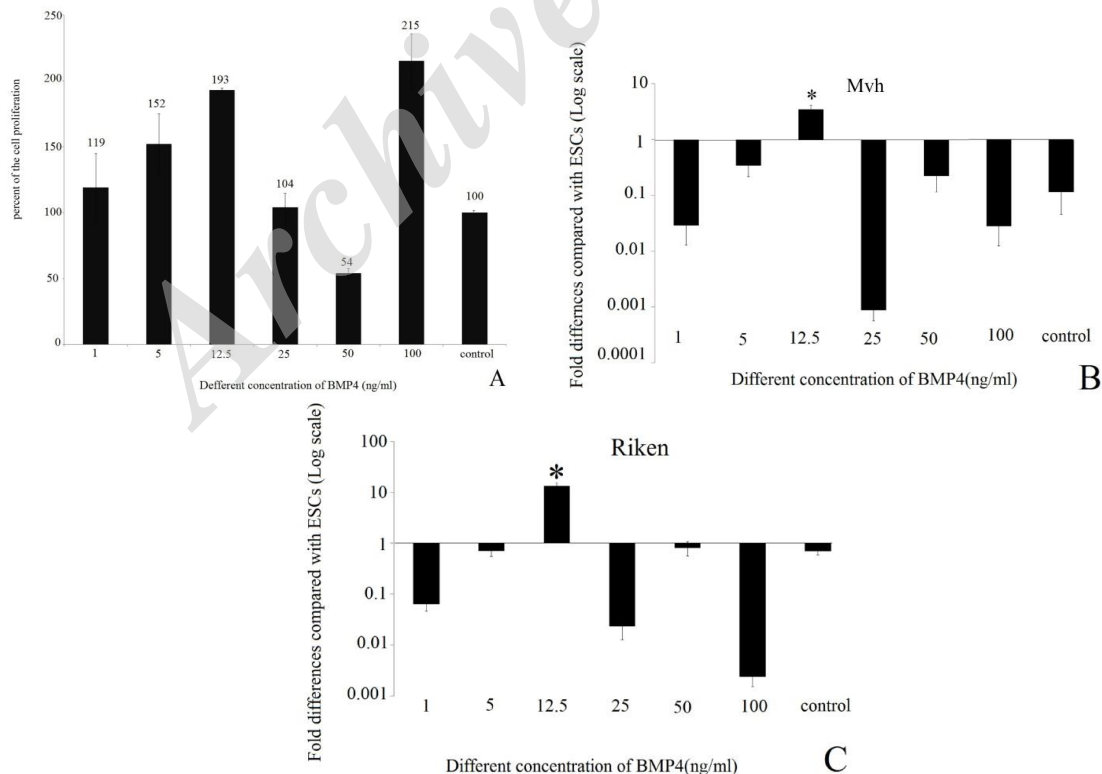 250
200
150
100
50
0
percent of the cell proliferation
119
152
193
104
54
215
100
1 5 12.5 25 50 100 control
Defferent concentration of BMP4 (ng/ml)
A
Mvh
10
1
0.1
0.01
0.001
0.0001
Fold differences compared with ESCs (Log scale)
*
1 5 12.5 25 50 100 control
Different concentration of BMP4(ng/ml)
B
Riken
100
10
1
0.1
0.01
0.001
Fold differences compared with ESCs (Log scale)
*
1 5 12.5 25 50 100 control
Different concentration of BMP4(ng/ml)
C
Archive